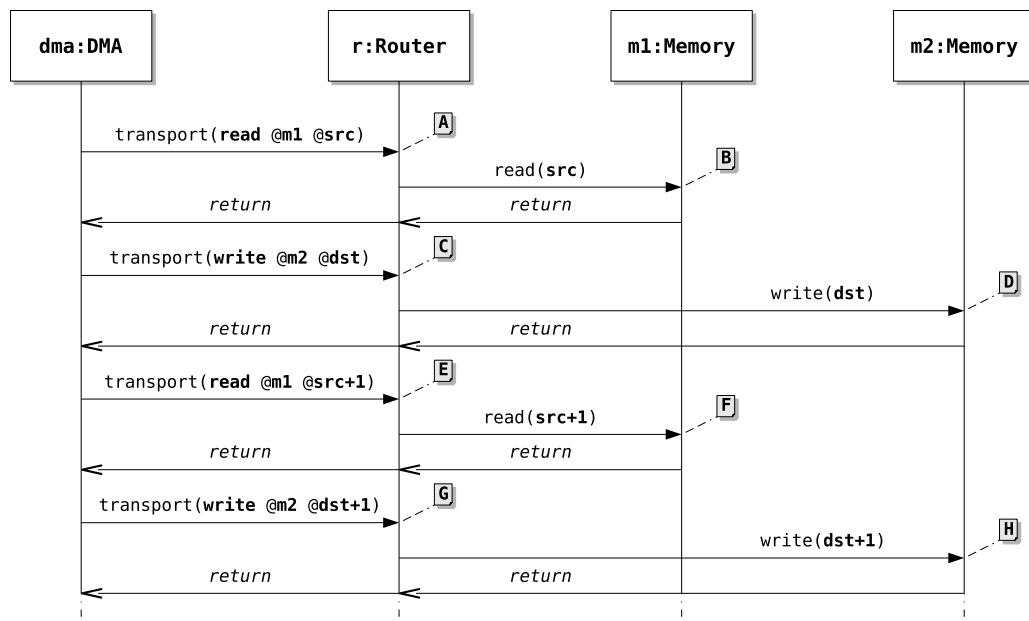 dma:DMA r:Router m1:Memory m2:Memory
A
transport(read @m1 @src)
B
read(src)
return return
C
transport(write @m2 @dst)
D
write(dst)
return return
E
transport(read @m1 @src+1)
F
read(src+1)
return return
G
transport(write @m2 @dst+1)
H
write(dst+1)
return return